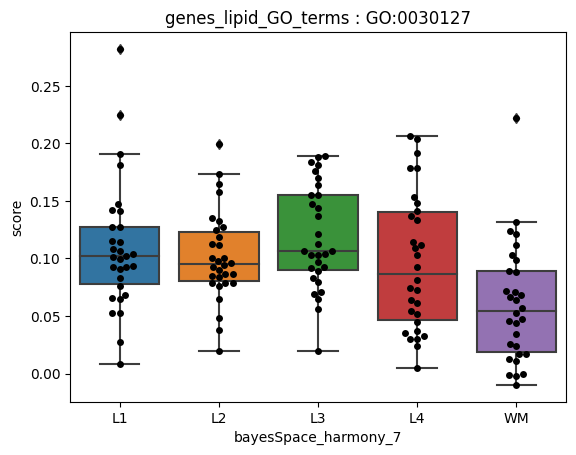 genes_lipid_GO_terms : GO:0030127
0.25
0.20
0.15
0.10
0.05
0.00
score
L1 L2 L3 L4 WM
bayesSpace_harmony_7